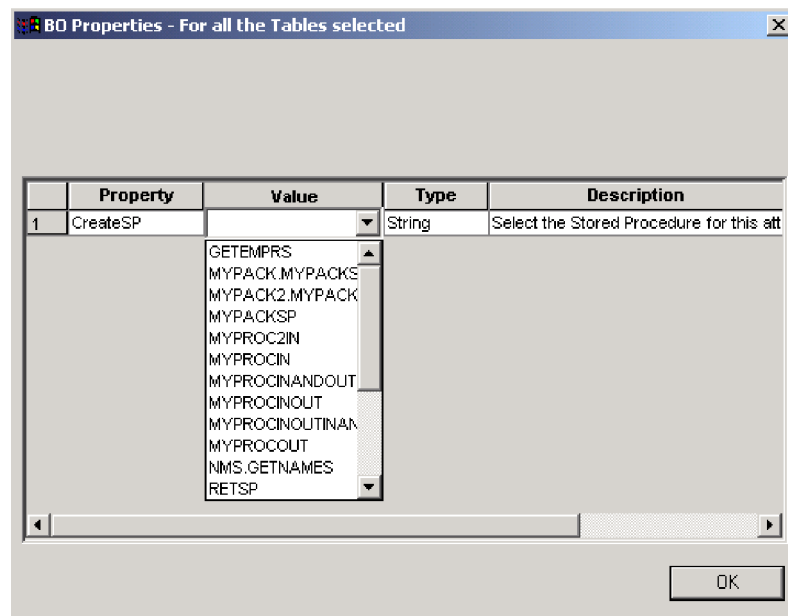 BO Properties - For all the Tables selected
Property Value Type Description
1 CreateSP String Select the Stored Procedure for this att
GETEMPRS
MYPACK.MYPACKS
MYPACK2.MYPACK
MYPACKSP
MYPROC2IN
MYPROCIN
MYPROCINANDOUT
MYPROCINOUT
MYPROCINOUTINAN
MYPROCOUT
NMS.GETNAMES
RETSP
OK